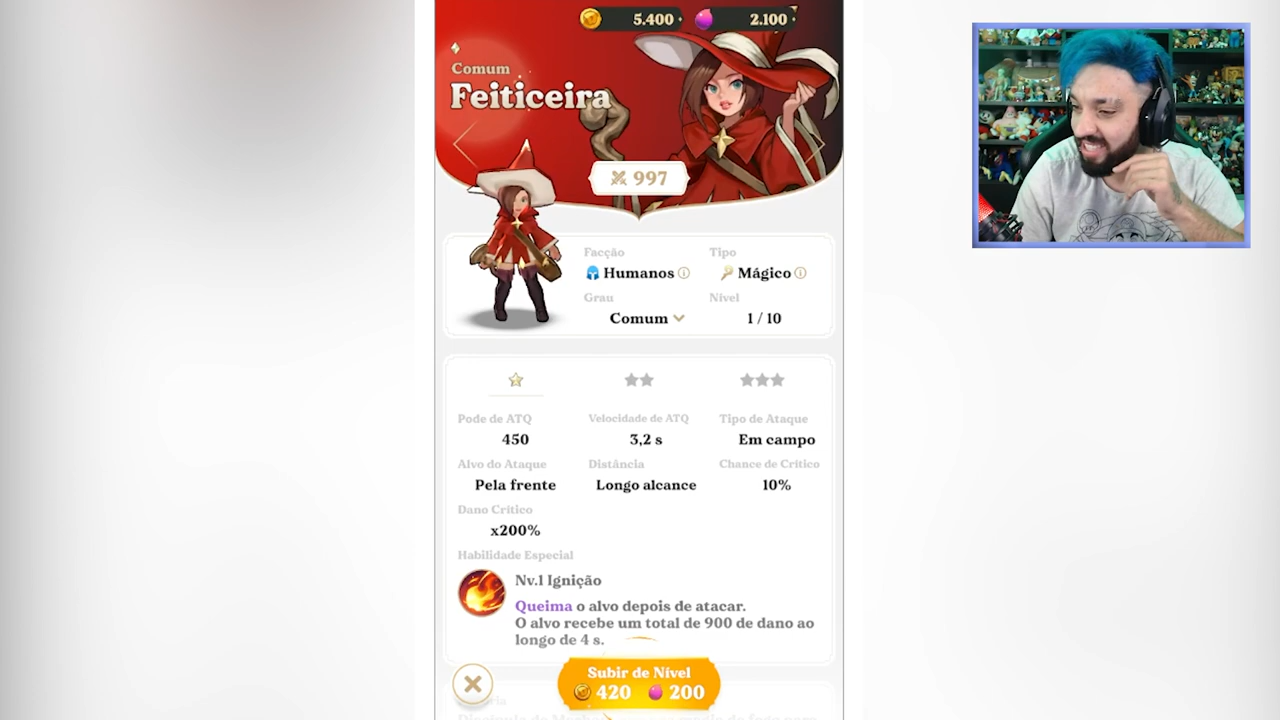 5.400
2.100
Comum
Feiticeira
997
Facção
Tipo
Humanos
Mágico
Grau
Nível
Comum
1 / 10
Pode de ATQ
Velocidade de ATQ
Tipo de Ataque
450
3,2 s
Em campo
Alvo do Ataque
Distância
Chance de Crítico
Pela frente
Longo alcance
10%
Dano Crítico
x200%
Habilidade Especial
Nv.1 Ignição
Queima o alvo depois de atacar.
O alvo recebe um total de 900 de dano ao
longo de 4 s.
Subir de Nível
420 200